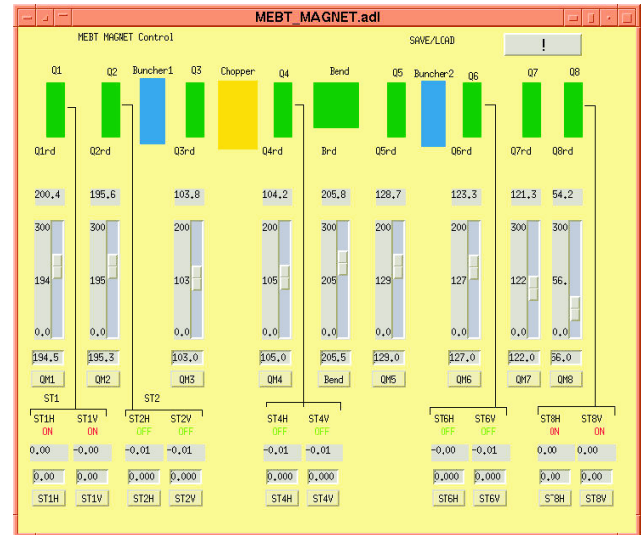 MEBT_MAGNET.adl
MEBT MAGNET Control SAVE/LOAD !
Q1 Q2 Buncher1 Q3 Chopper Q4 Bend Q5 Buncher2 Q6 Q7 Q8
Q1rd Q2rd Q3rd Q4rd Brd Q5rd Q6rd Q7rd Q8rd
200.4 195.6 103.8 104.2 205.8 128.7 123.3 121.3 54.2
300 300 200 200 300 200 200 300 300
194 195 103 105 205 129 127 122 56.
0.0 0.0 0.0 0.0 0.0 0.0 0.0 0.0 0.0
194.5 195.3 103.0 105.0 205.5 129.0 127.0 122.0 56.0
QM1 QM2 QM3 QM4 Bend QM5 QM6 QM7 QM8
ST1 ST2
ST1H ST1V ST2H ST2V ST4H ST4V ST6H ST6V ST8H ST8V
ON ON OFF OFF OFF OFF OFF OFF ON ON
0.00 -0.00 -0.01 -0.01 -0.01 -0.01 -0.00 -0.01 0.00 0.00
0.00 0.00 0.000 0.000 0.000 0.000 0.000 0.000 0.00 0.00
ST1H ST1V ST2H ST2V ST4H ST4V ST6H ST6V S~8H ST8V